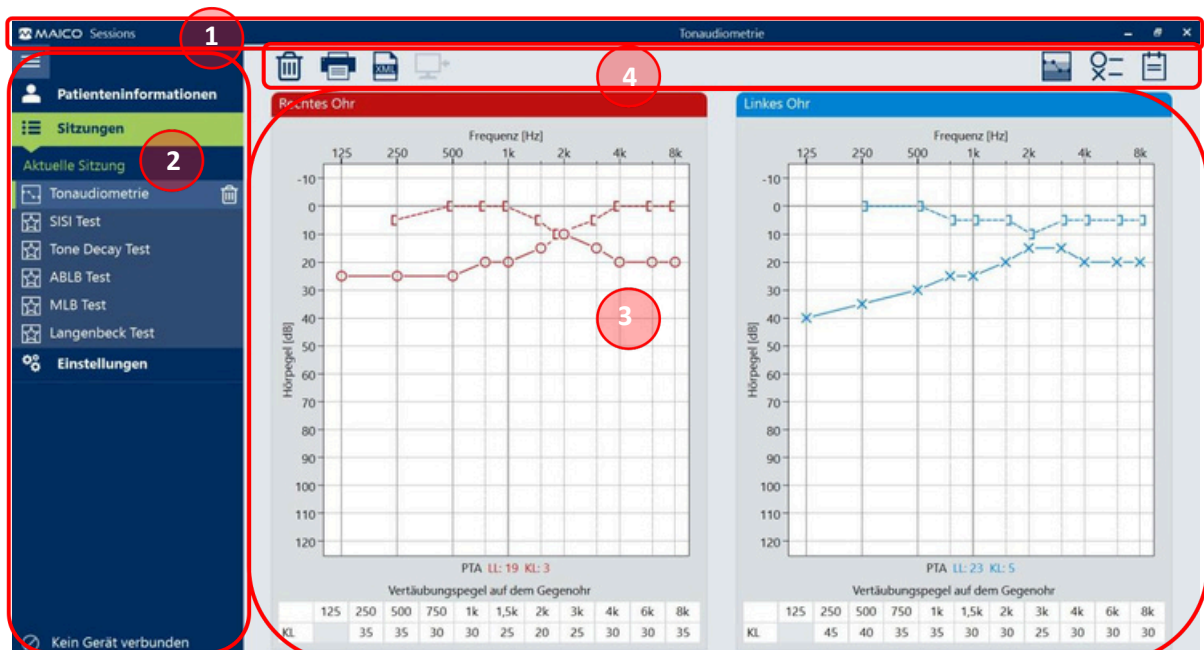 MAICO Sessions
1
Tonaudiometrie
4
XML
Patienteninformationen
Sitzungen
Aktuelle Sitzung
2
Tonaudiometrie
SISI Test
Tone Decay Test
ABLB Test
MLB Test
Langenbeck Test
Einstellungen
Kein Gerät verbunden
Rechtes Ohr
Frequenz [Hz]
125 250 500 1k 2k 4k 8k
-10
0
10
20
30
40
50
60
70
80
90
100
110
120
Hörpegel [dB]
3
PTA LL: 19 KL: 3
Vertäubungspegel auf dem Gegenohr
125 250 500 750 1k 1,5k 2k 3k 4k 6k 8k
KL 35 35 30 30 25 20 25 30 30 35
Linkes Ohr
Frequenz [Hz]
125 250 500 1k 2k 4k 8k
-10
0
10
20
30
40
50
60
70
80
90
100
110
120
Hörpegel [dB]
PTA LL: 23 KL: 5
Vertäubungspegel auf dem Gegenohr
125 250 500 750 1k 1,5k 2k 3k 4k 6k 8k
KL 45 40 35 35 30 30 25 30 30 30